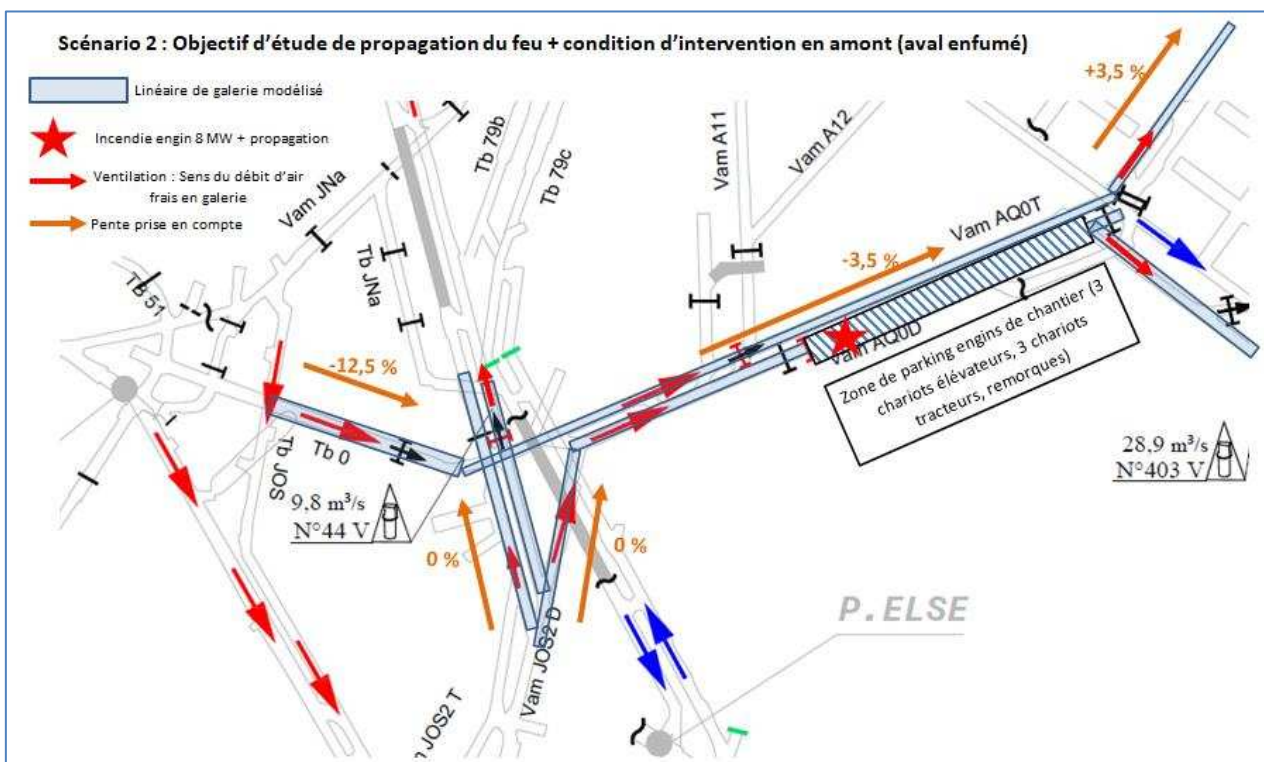 Scénario 2 : Objectif d'étude de propagation du feu + condition d'intervention en amont (aval enfumé)
Linéaire de galerie modélisé
Incendie engin 8 MW + propagation
Ventilation : Sens du débit d'air
frais en galerie
Pente prise en compte
+3,5 %
Vam JNa
Tb 79b
Tb 79c
Vam A11
Vam A12
Tb JNa
TB 51
Vam AQ0T
-3,5 %
-12,5 %
Vam AQ0D
Zone de parking engins de chantier (3
chariots élévateurs, 3 chariots
tracteurs, remorques)
Tb 0
Tb JOS
9,8 m³/s
N°44 V
28,9 m³/s
N°403 V
0 %
0 %
P.ELSE
Vam JOS2 D
Vam JOS2 T